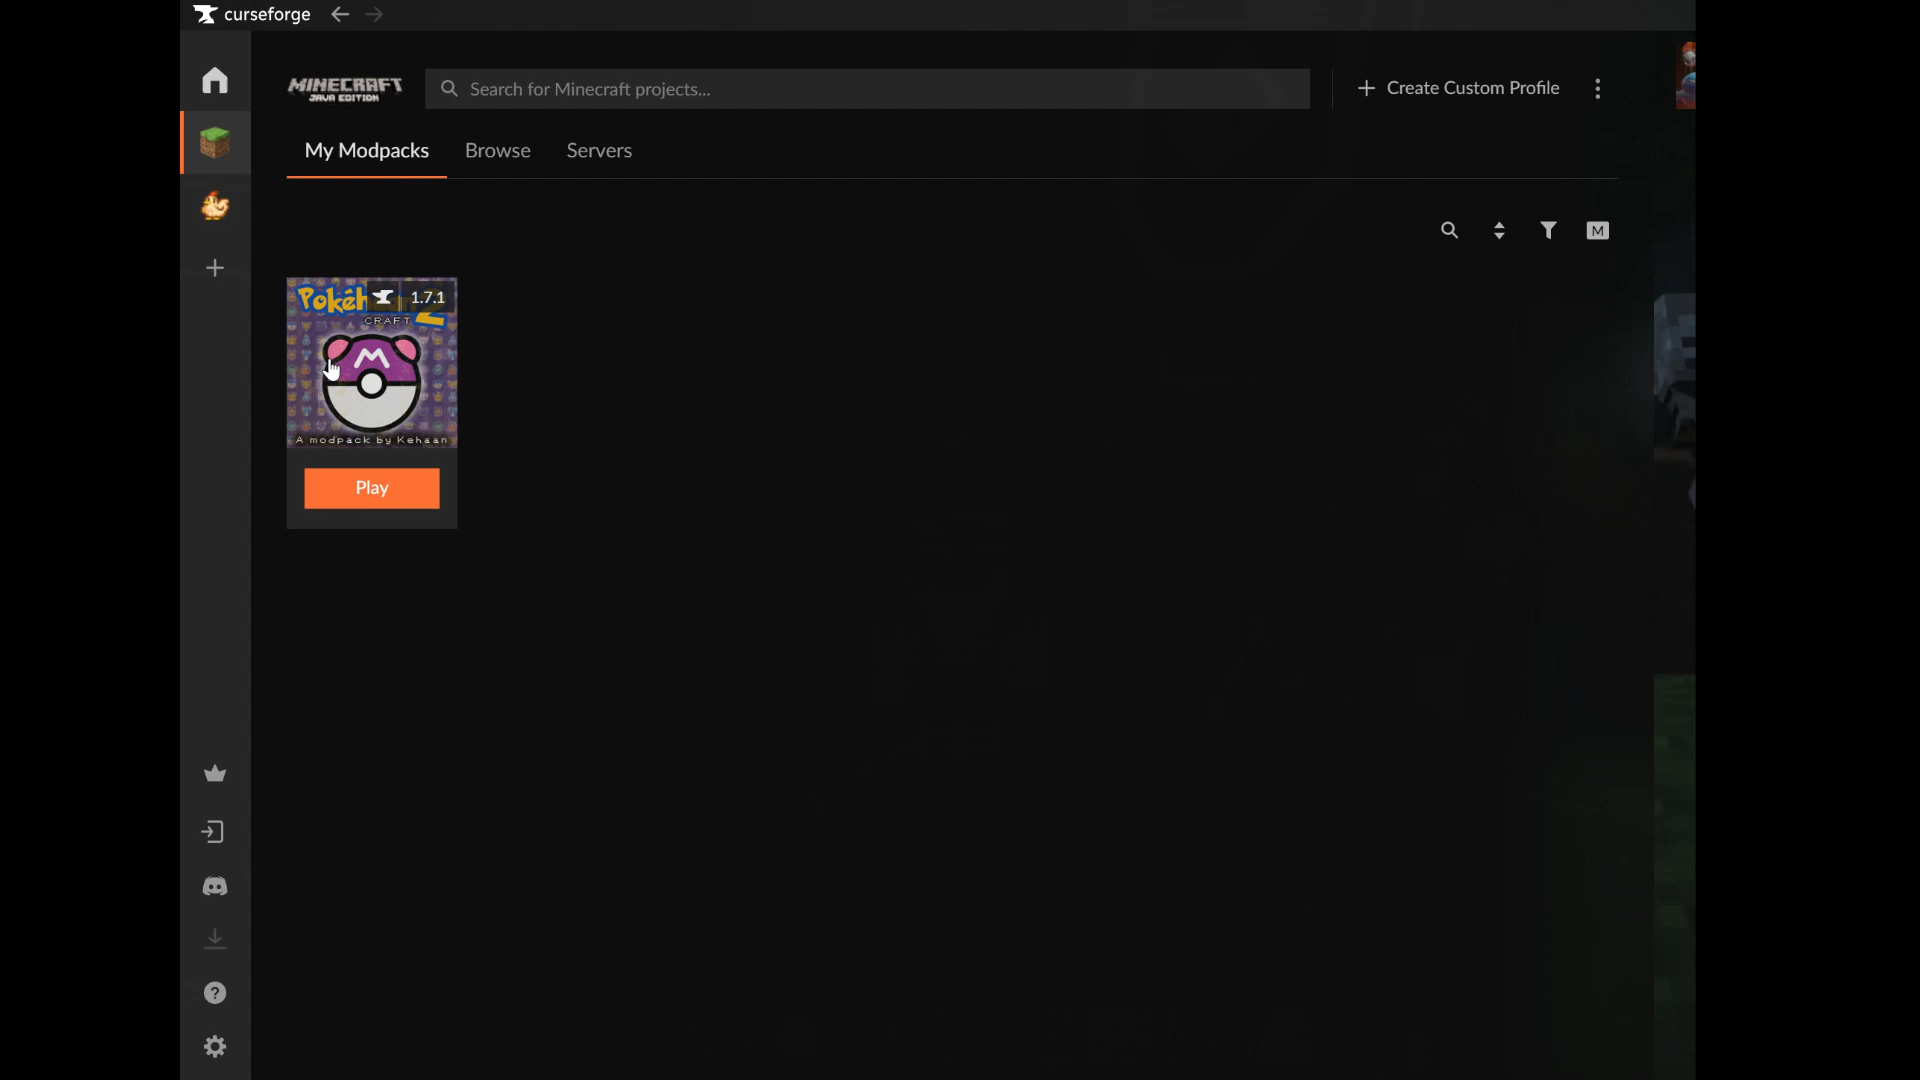 curseforge
MINECRAFT
JAVA EDITION
Search for Minecraft projects...
Create Custom Profile
My Modpacks
Browse
Servers
M
1.7.1
CRAFT 2
M
A modpack by Kehaan
Play